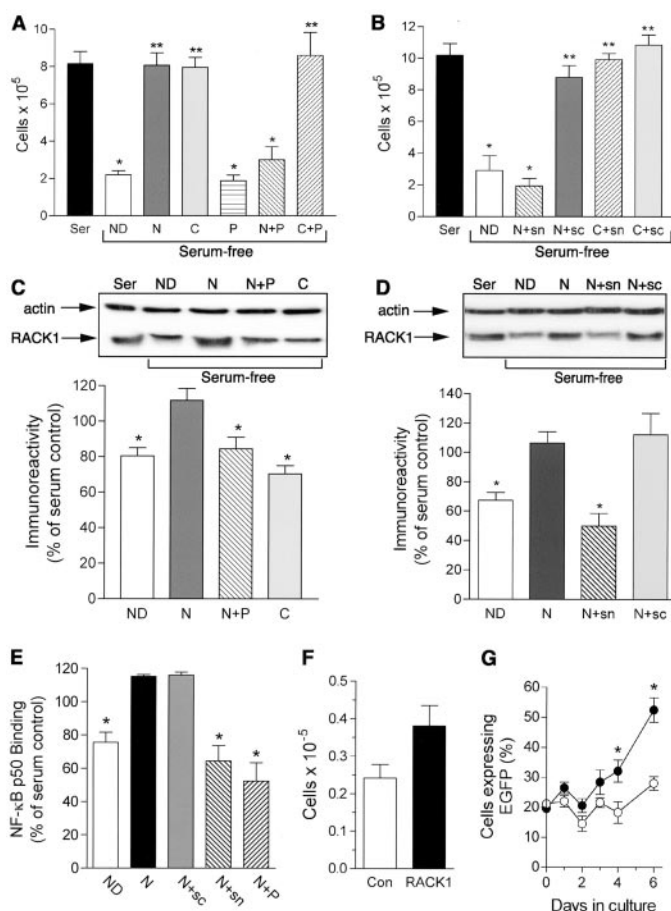 A
Cells x 10-5
10
8
6
4
2
0
*
**
**
*
*
**
Ser ND N C P N+P C+P
Serum-free
B
Cells x 10-5
12
10
8
6
4
2
0
*
*
**
**
**
Ser ND N+sn N+sc C+sn C+sc
Serum-free
C
Ser ND N N+P C
actin
RACK1
Serum-free
Immunoreactivity
(% of serum control)
120
100
80
60
40
20
0
*
*
*
ND N N+P C
D
Ser ND N N+sn N+sc
actin
RACK1
Serum-free
Immunoreactivity
(% of serum control)
140
120
100
80
60
40
20
0
*
*
ND N N+sn N+sc
E
NF-κB p50 Binding
(% of serum control)
120
80
40
0
*
*
*
ND N N+sc N+sn N+P
F
Cells x 10-5
0.5
0.4
0.3
0.2
0.1
0
Con RACK1
G
Cells expressing
EGFP (%)
60
50
40
30
20
10
0
*
*
0 2 4 6
Days in culture